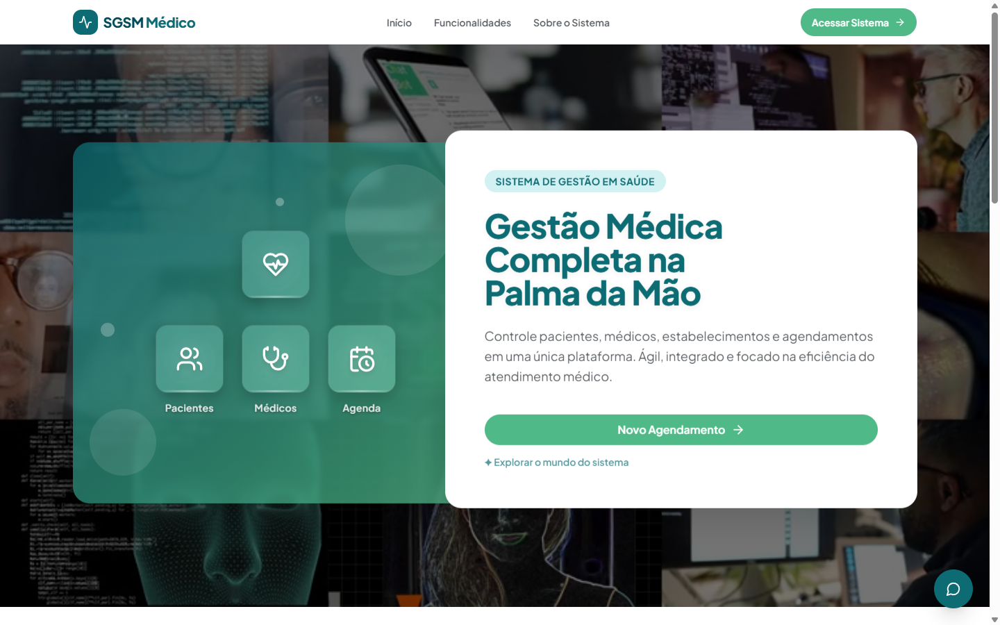 SGSM Médico
Início
Funcionalidades
Sobre o Sistema
Acessar Sistema
Chat
Bot
SISTEMA DE GESTÃO EM SAÚDE
Gestão Médica
Completa na
Palma da Mão
Controle pacientes, médicos, estabelecimentos e agendamentos
em uma única plataforma. Ágil, integrado e focado na eficiência do
atendimento médico.
Novo Agendamento
Explorar o mundo do sistema
Pacientes
Médicos
Agenda